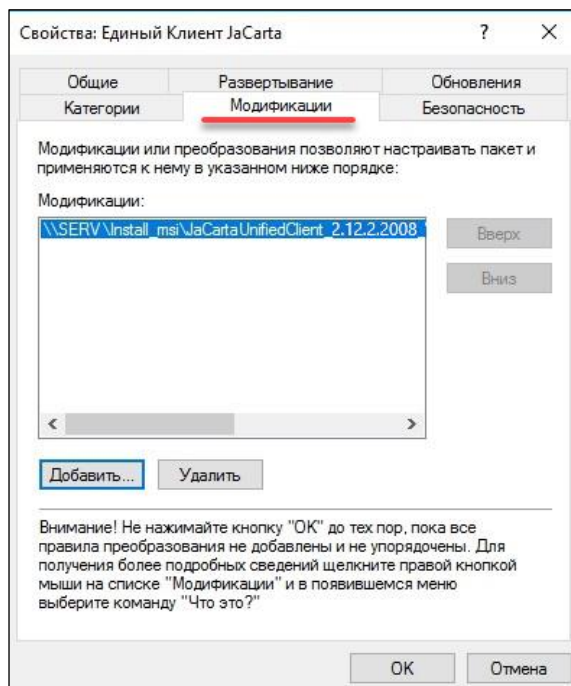 Свойства: Единый Клиент JaCarta
?
Общие
Развертывание
Обновления
Категории
Модификации
Безопасность
Модификации или преобразования позволяют настраивать пакет и
применяются к нему в указанном ниже порядке:
Модификации:
\\SERV\Install_msi\JaCartaUnifiedClient_2.12.2.2008_
Вверх
Вниз
Добавить...
Удалить
Внимание! Не нажимайте кнопку "OK" до тех пор, пока все
правила преобразования не добавлены и не упорядочены. Для
получения более подробных сведений щелкните правой кнопкой
мыши на списке "Модификации" и в появившемся меню
выберите команду "Что это?"
OK
Отмена